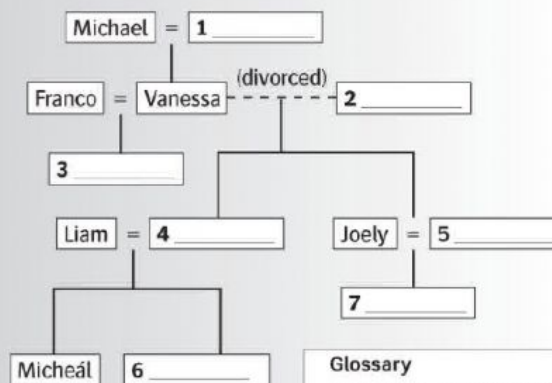 Michael = 1
(divorced)
Franco = Vanessa 2
3
Liam = 4 Joely = 5
7
Micheál 6 Glossary